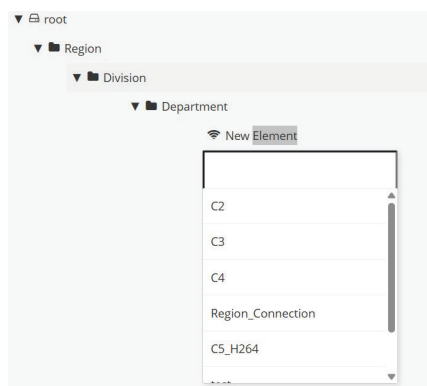 root
Region
Division
Department
New Element
C2
C3
C4
Region_Connection
C5_H264